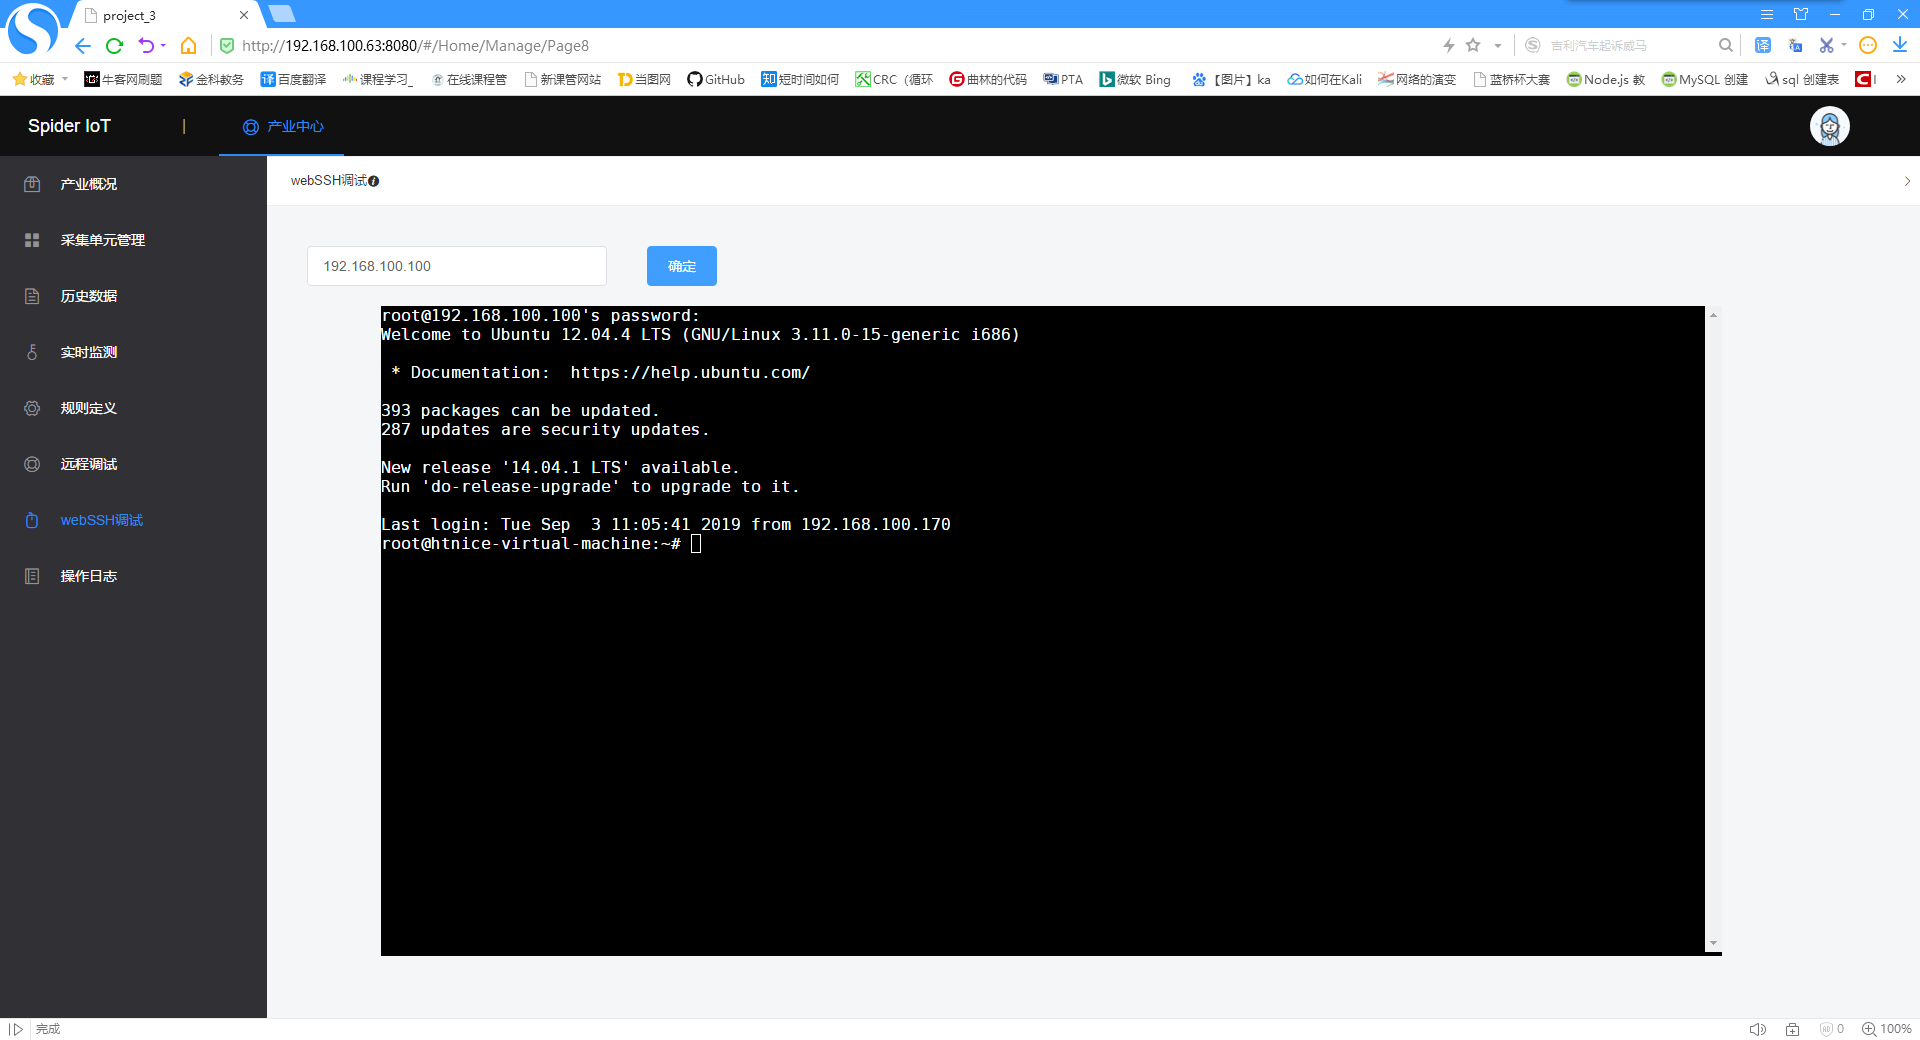 project_3
http://192.168.100.63:8080/#/Home/Manage/Page8
吉利汽车起诉威马
收藏 牛客网刷题 金科教务 百度翻译 课程学习_ 在线课程管 新课管网站 当图网 GitHub 短时间如何 CRC（循环 曲林的代码 PTA 微软 Bing 【图片】ka 如何在Kali 网络的演变 蓝桥杯大赛 Node.js 教 MySQL 创建 sql 创建表
Spider IoT | 产业中心
产业概况
采集单元管理
历史数据
实时监测
规则定义
远程调试
webSSH调试
操作日志
webSSH调试
192.168.100.100
确定
root@192.168.100.100's password:
Welcome to Ubuntu 12.04.4 LTS (GNU/Linux 3.11.0-15-generic i686)
* Documentation:  https://help.ubuntu.com/
393 packages can be updated.
287 updates are security updates.
New release '14.04.1 LTS' available.
Run 'do-release-upgrade' to upgrade to it.
Last login: Tue Sep  3 11:05:41 2019 from 192.168.100.170
root@htnice-virtual-machine:~#
完成
0
100%